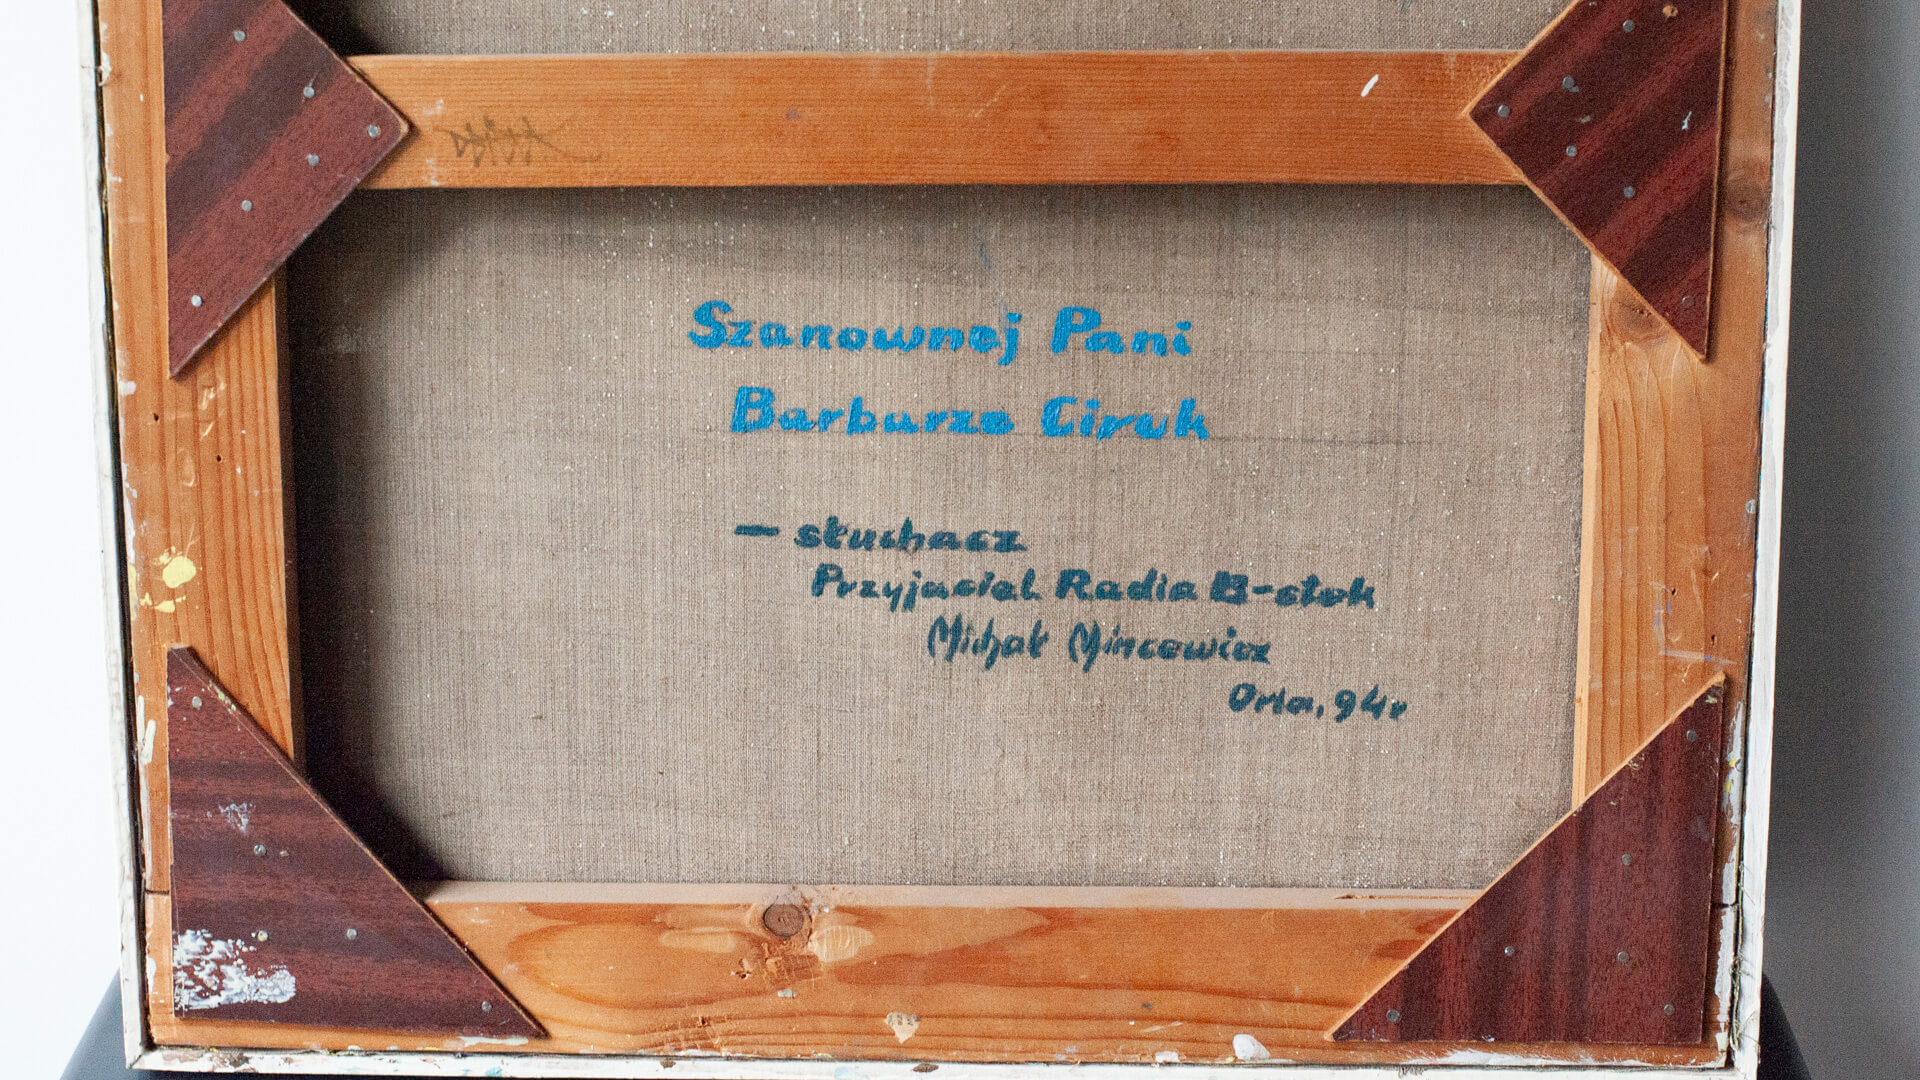 Szanownej Pani
Barbarze Ciruk
— słuchacz
Przyjaciel Radia B-stok
Michał Mincewicz
Orla, 94r